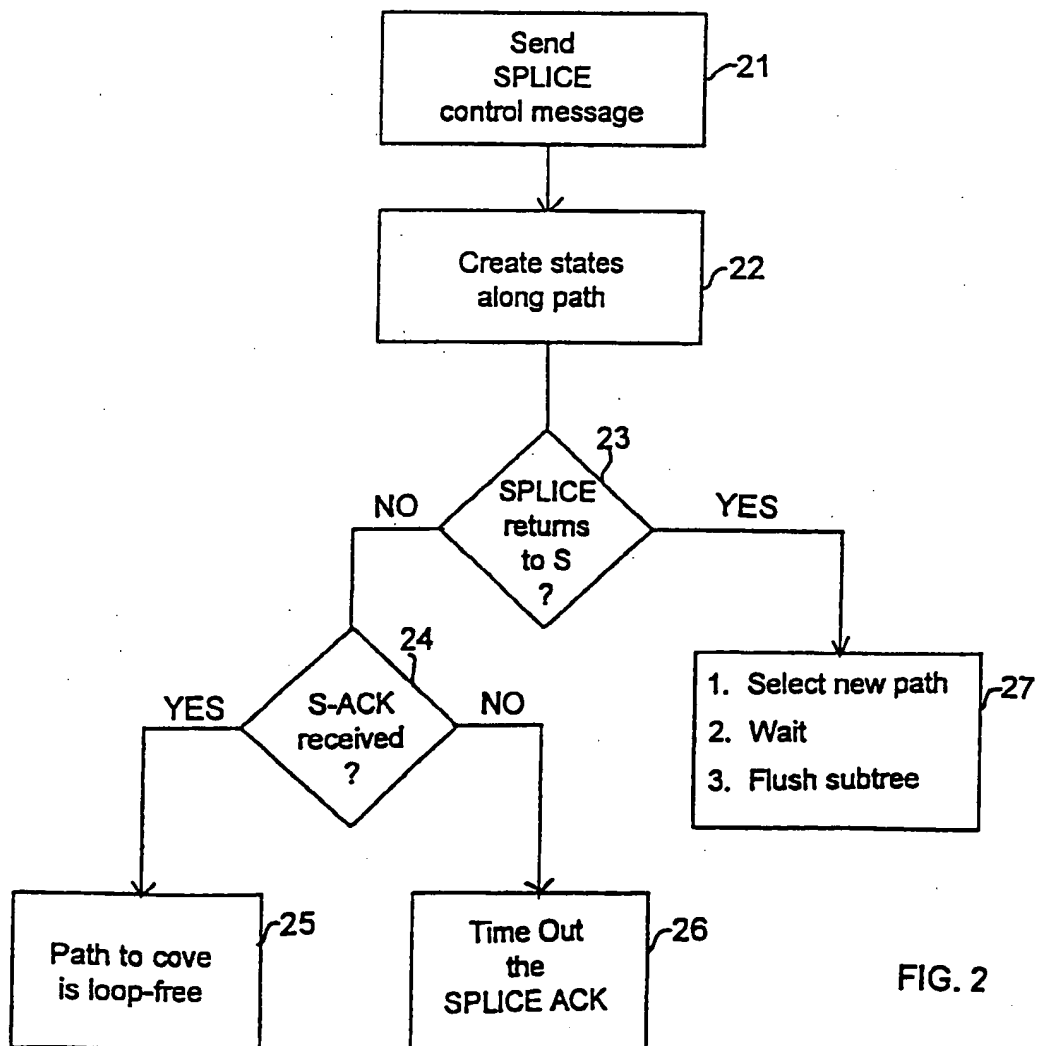 Send
SPLICE
control message
21
Create states
along path
22
23
SPLICE
returns
to S
?
NO
YES
24
S-ACK
received
?
YES
NO
1. Select new path
2. Wait
3. Flush subtree
27
Path to cove
is loop-free
25
Time Out
the
SPLICE ACK
26
FIG. 2